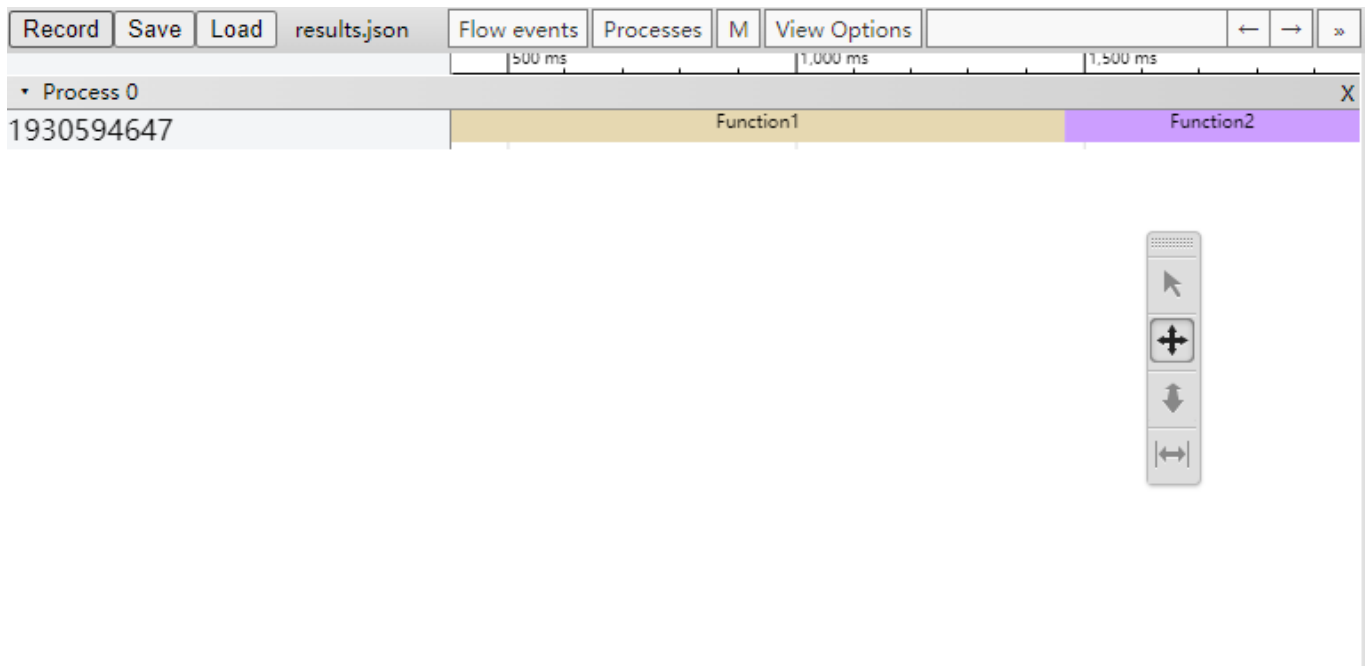 Record Save Load results.json Flow events Processes M View Options ← → »
500 ms 1,000 ms 1,500 ms
Process 0 X
1930594647 Function1 Function2